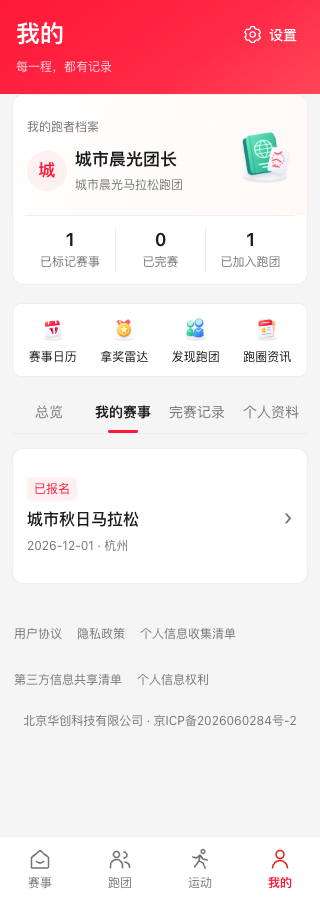 我的
设置
每一程，都有记录
我的跑者档案
城
城市晨光团长
城市晨光马拉松跑团
1
0
1
已标记赛事
已完赛
已加入跑团
赛事日历
拿奖雷达
发现跑团
跑圈资讯
总览
我的赛事
完赛记录
个人资料
已报名
城市秋日马拉松
2026-12-01 · 杭州
用户协议
隐私政策
个人信息收集清单
第三方信息共享清单
个人信息权利
北京华创科技有限公司 · 京ICP备2026060284号-2
赛事
跑团
运动
我的